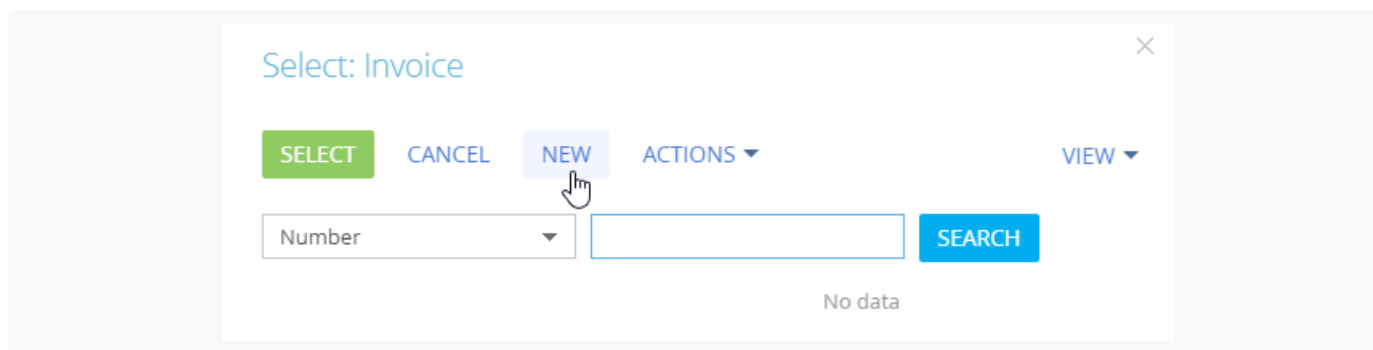 Select: Invoice
SELECT CANCEL NEW ACTIONS VIEW
Number SEARCH
No data